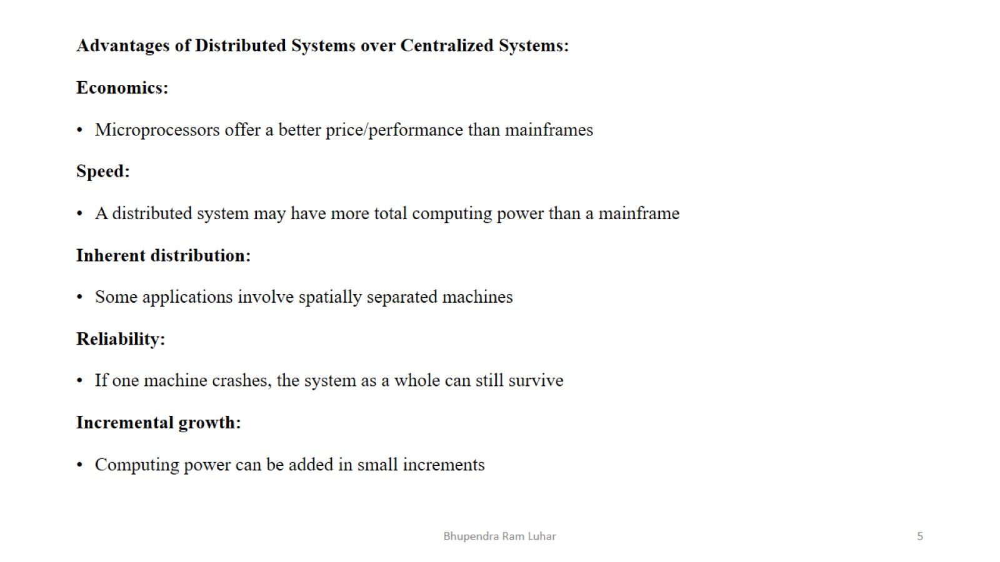 Advantages of Distributed Systems over Centralized Systems:
Economics:
• Microprocessors offer a better price/performance than mainframes
Speed:
• A distributed system may have more total computing power than a mainframe
Inherent distribution:
• Some applications involve spatially separated machines
Reliability:
• If one machine crashes, the system as a whole can still survive
Incremental growth:
• Computing power can be added in small increments
Bhupendra Ram Luhar
5